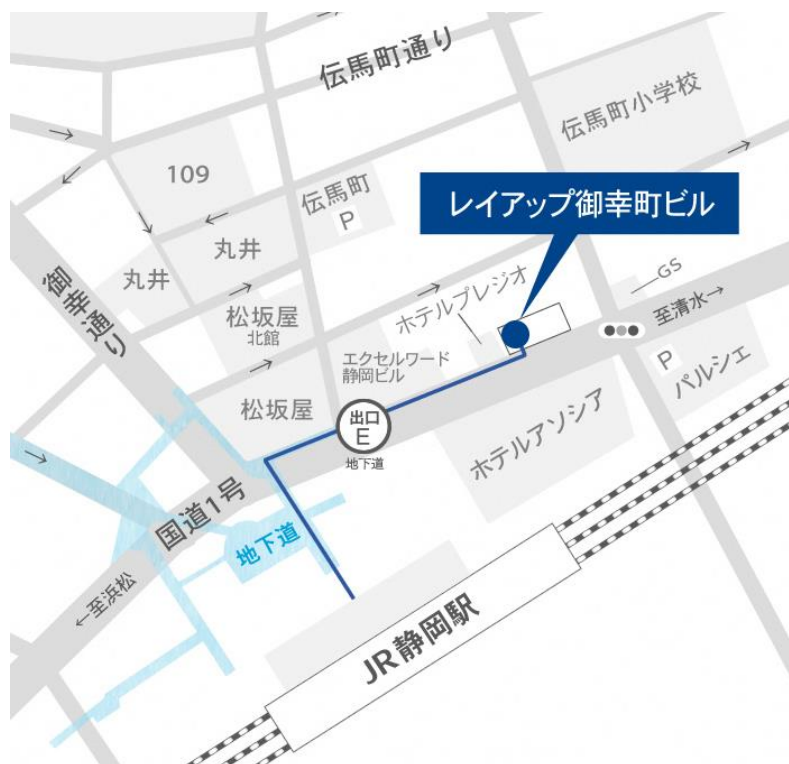 伝馬町通り
伝馬町小学校
109
伝馬町
P
レイアップ御幸町ビル
丸井
丸井
御幸通り
GS
至清水→
ホテルプレジオ
松坂屋
北館
エクセルワード
静岡ビル
P
パルシェ
松坂屋
出口
E
地下道
ホテルアソシア
国道1号
地下道
←至浜松
JR静岡駅